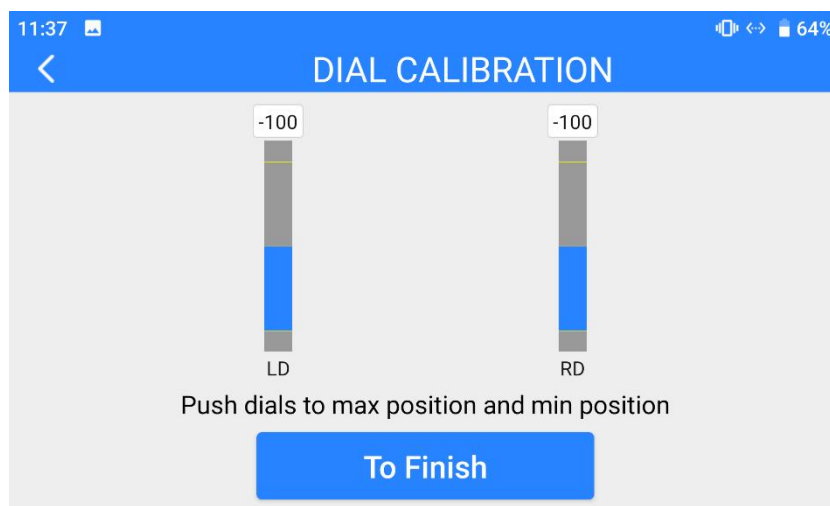 11:37 64%
DIAL CALIBRATION
-100 -100
LD RD
Push dials to max position and min position
To Finish